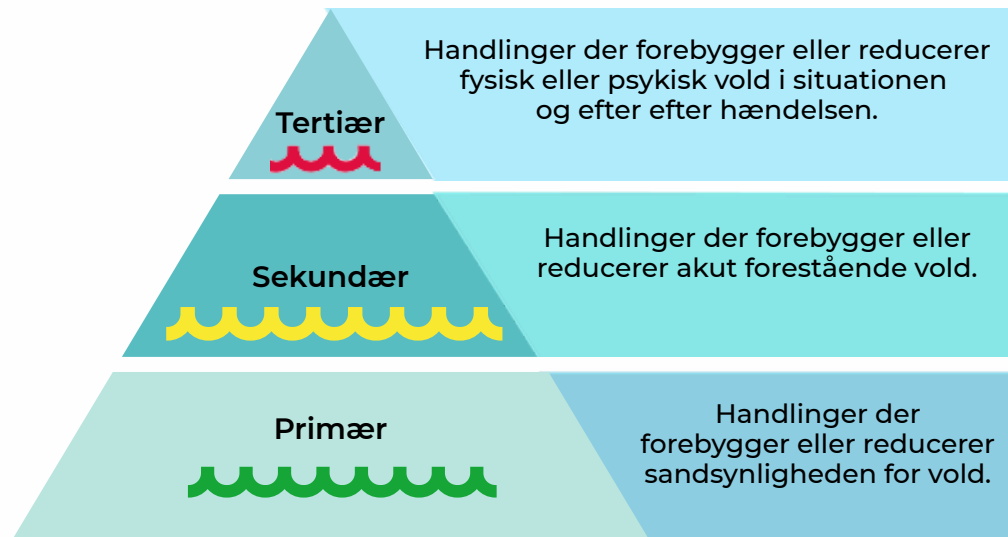 Handlinger der forebygger eller reducerer
fysisk eller psykisk vold i situationen
og efter efter hændelsen.
Tertiær
Handlinger der forebygger eller
reducerer akut forestående vold.
Sekundær
Handlinger der
forebygger eller reducerer
sandsynligheden for vold.
Primær